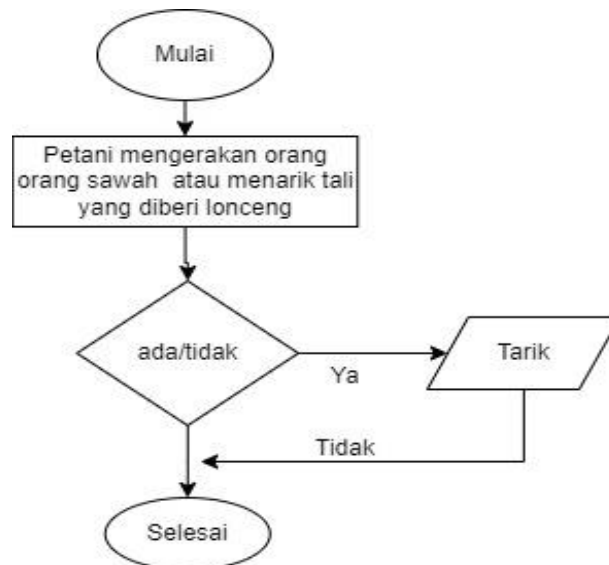 Mulai
Petani mengerakan orang
orang sawah atau menarik tali
yang diberi lonceng
ada/tidak
Ya
Tarik
Tidak
Selesai